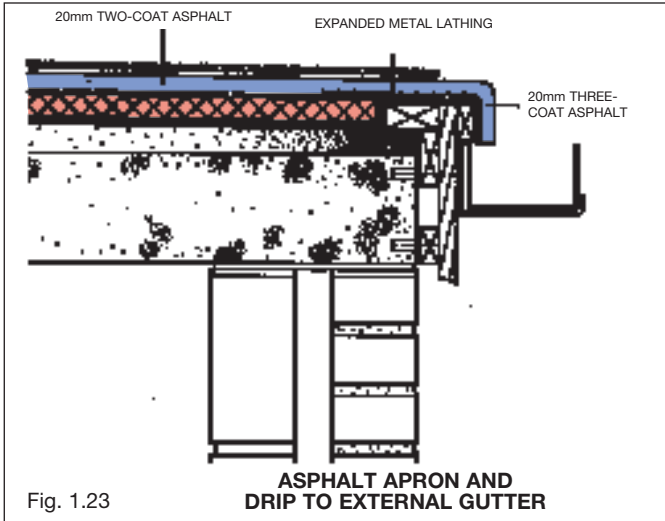 20mm TWO-COAT ASPHALT
EXPANDED METAL LATHING
20mm THREE-
COAT ASPHALT
Fig. 1.23
ASPHALT APRON AND
DRIP TO EXTERNAL GUTTER